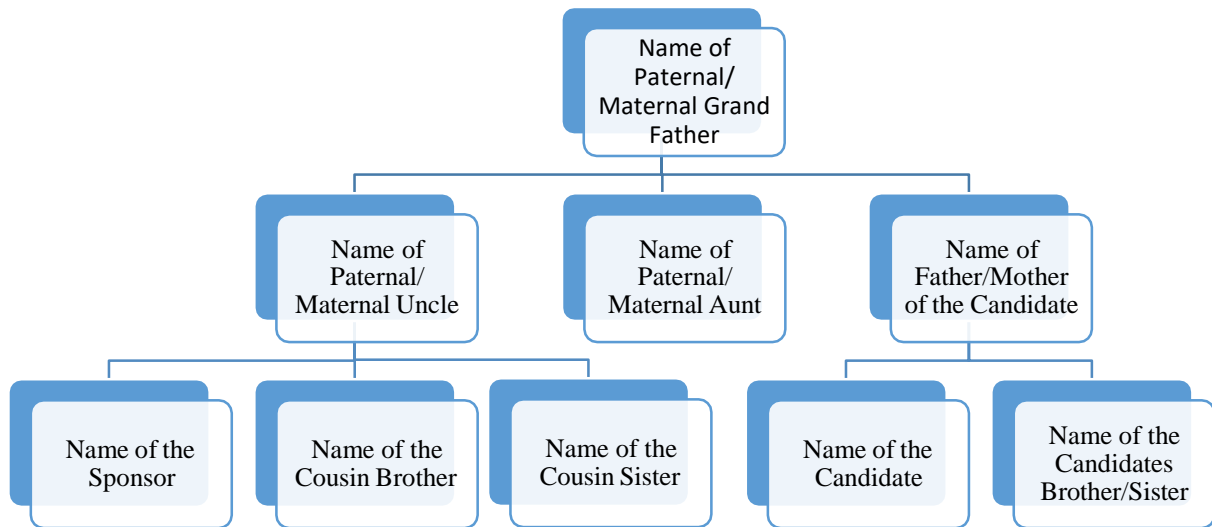 Name of
Paternal/
Maternal Grand
Father
Name of
Paternal/
Maternal Uncle
Name of
Paternal/
Maternal Aunt
Name of
Father/Mother
of the Candidate
Name of the
Sponsor
Name of the
Cousin Brother
Name of the
Cousin Sister
Name of the
Candidate
Name of the
Candidates
Brother/Sister